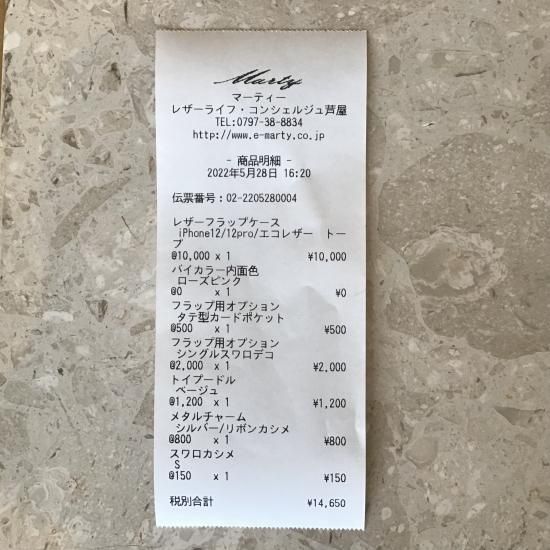 Marty
マーティー
レザーライフ・コンシェルジュ芦屋
TEL:0797-38-8834
http://www.e-marty.co.jp
- 商品明細 -
2022年5月28日 16:20
伝票番号:02-2205280004
レザーフラップケース
iPhone12/12pro/エコレザー トー
プ
@10,000 x 1 ¥10,000
バイカラー内面色
ローズピンク
@0 x 1 ¥0
フラップ用オプション
タテ型カードポケット
@500 x 1 ¥500
フラップ用オプション
シングルスワロデコ
@2,000 x 1 ¥2,000
トイプードル
ベージュ
@1,200 x 1 ¥1,200
メタルチャーム
シルバー/リボンカシメ
@800 x 1 ¥800
スワロカシメ
S
@150 x 1 ¥150
税別合計 ¥14,650